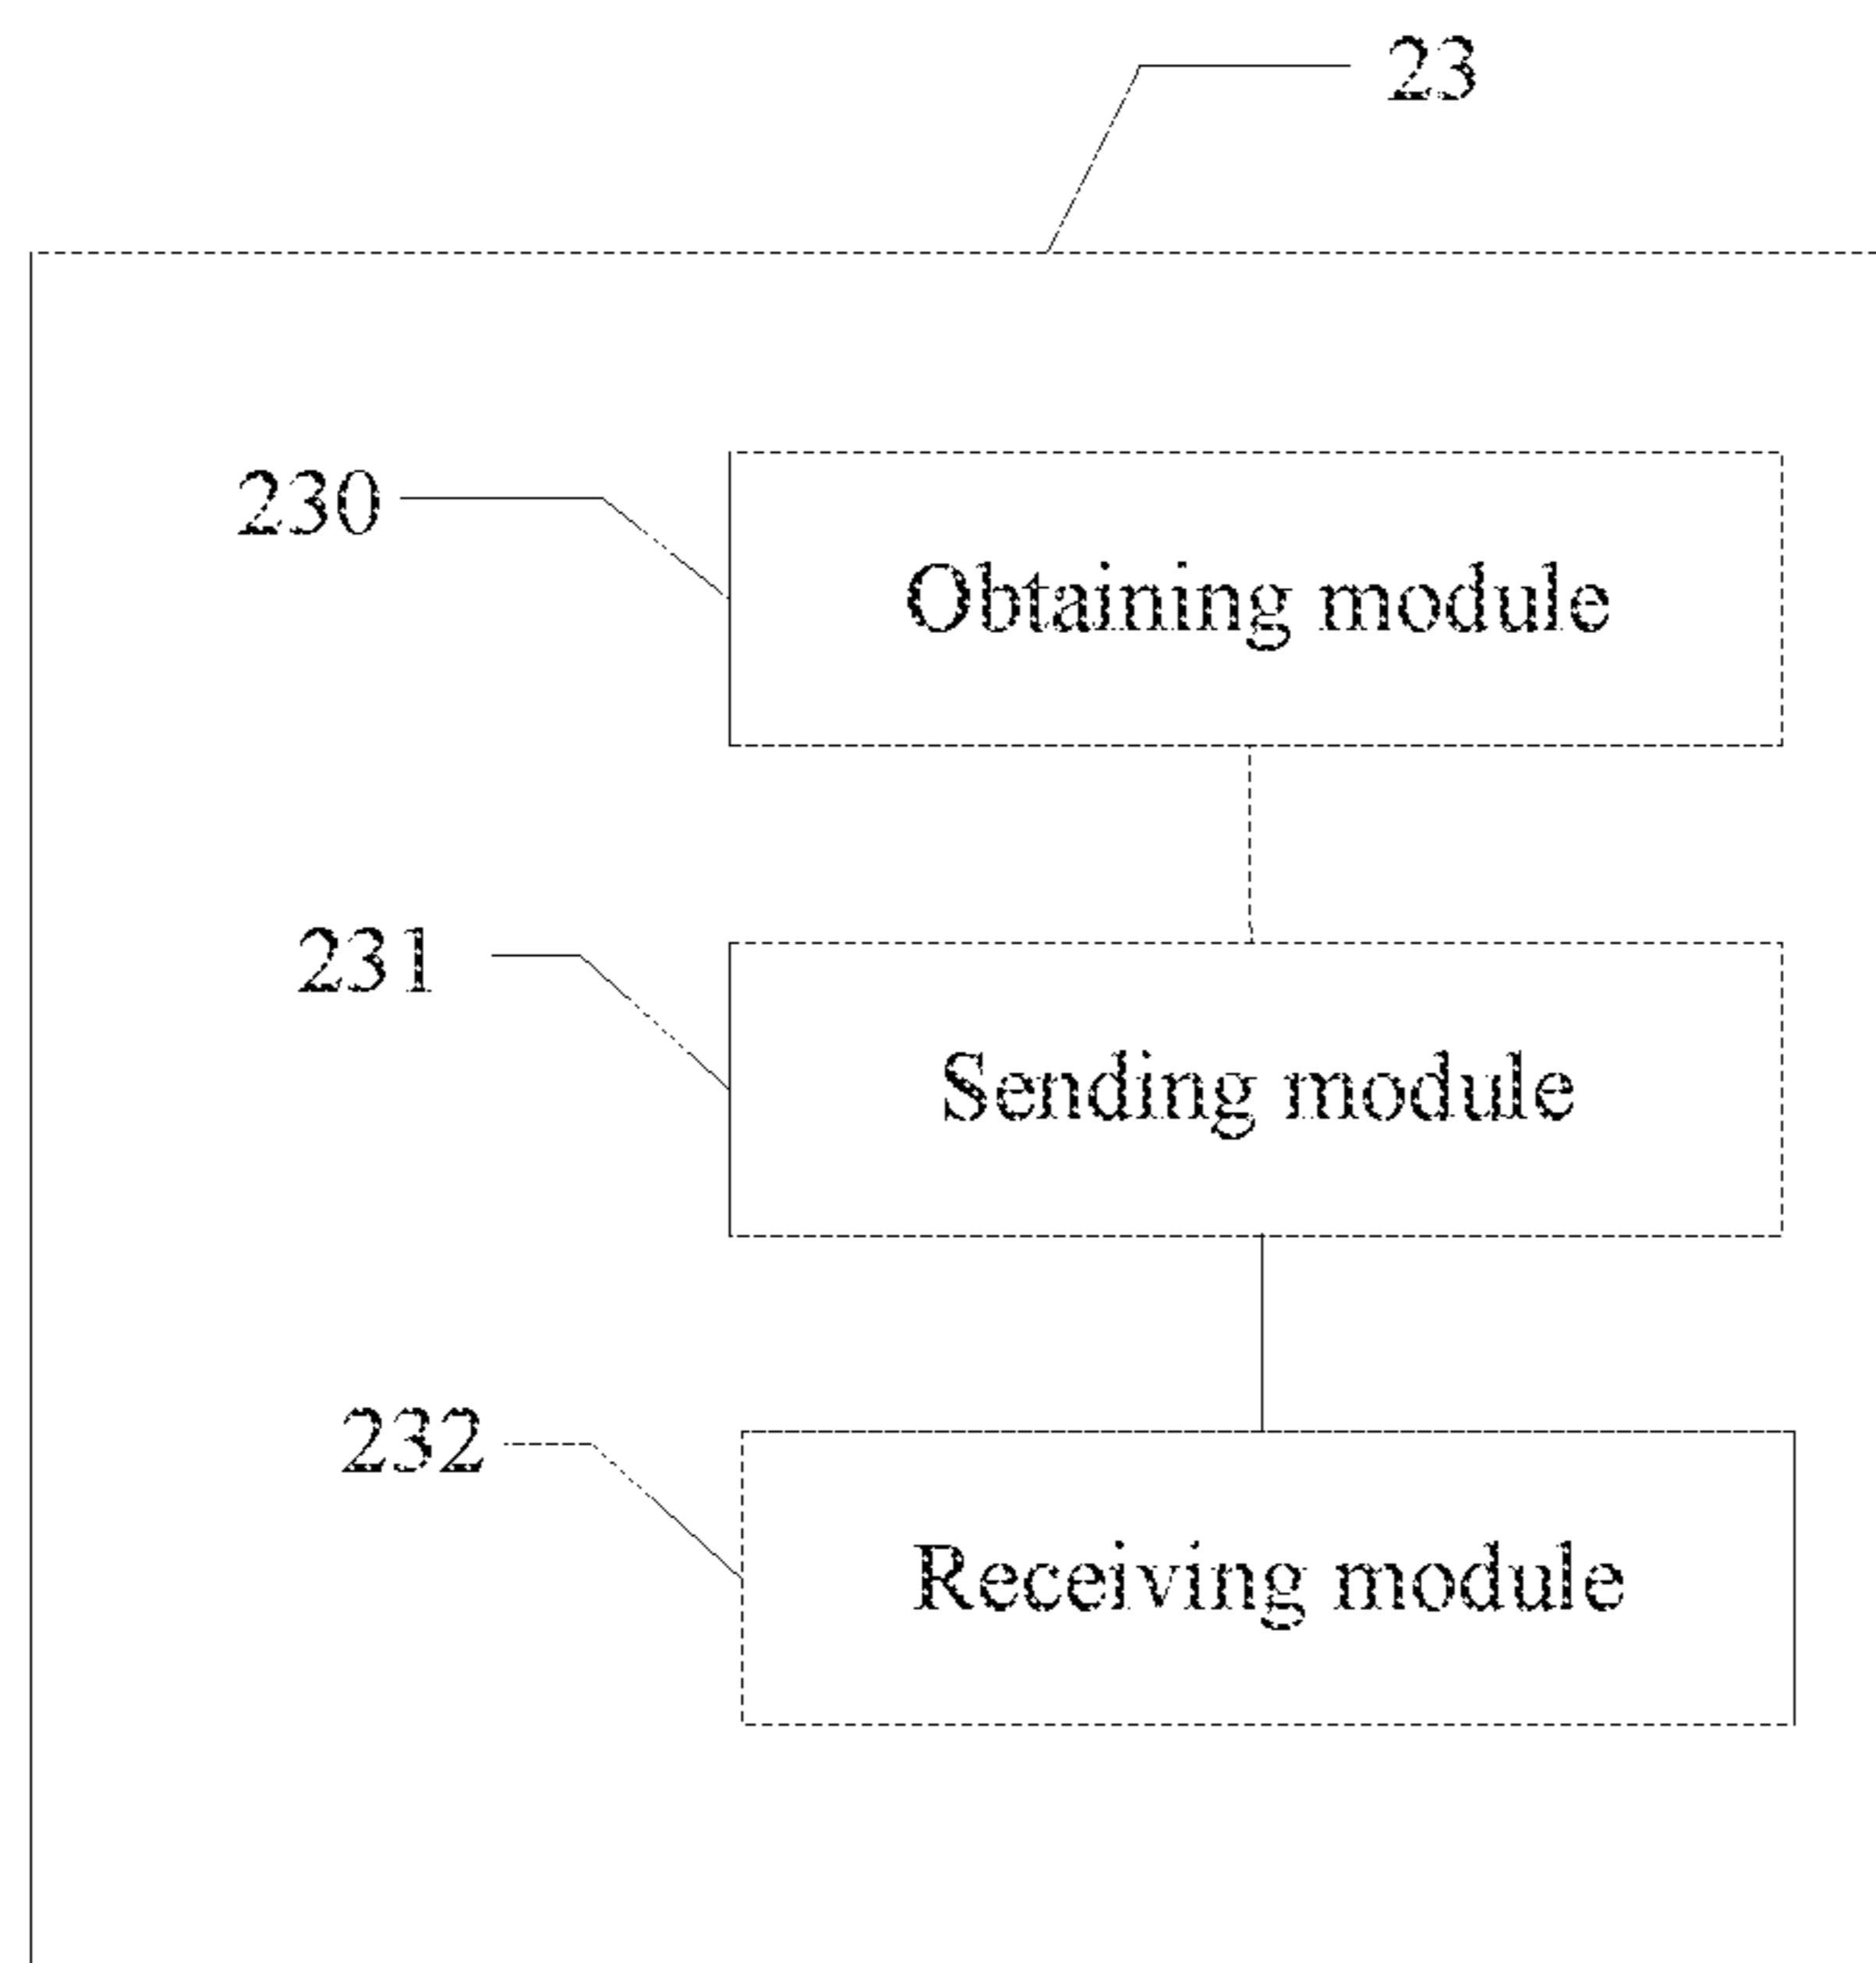 23
230
Obtaining module
231
Sending module
232
Receiving module